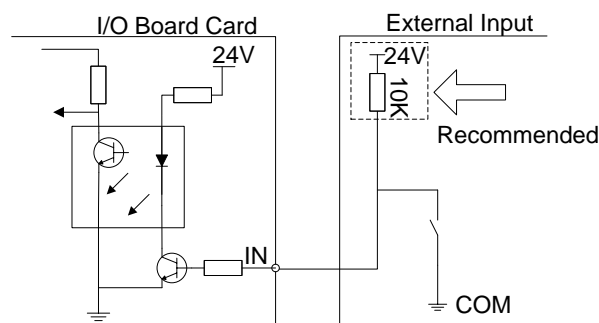 I/O Board Card
External Input
24V
24V
10K
Recommended
IN
COM